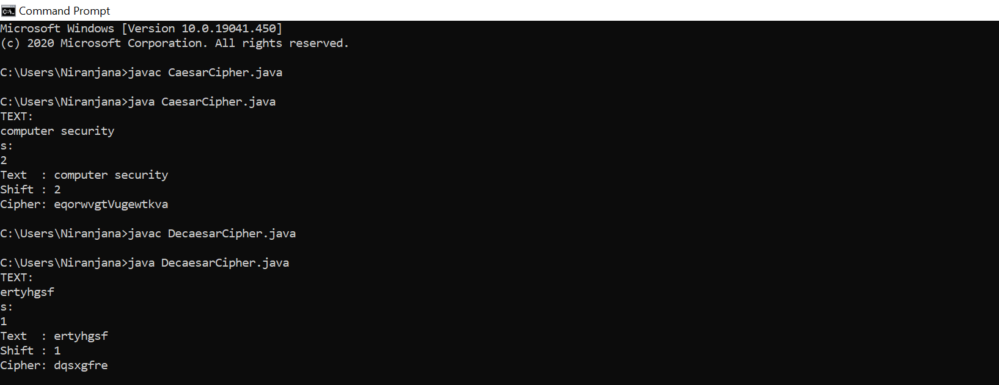 Command Prompt
Microsoft Windows [Version 10.0.19041.450]
(c) 2020 Microsoft Corporation. All rights reserved.
C:\Users\Niranjana>javac CaesarCipher.java
C:\Users\Niranjana>java CaesarCipher.java
TEXT:
computer security
s:
2
Text  : computer security
Shift : 2
Cipher: eqorwvgtVugewtkva
C:\Users\Niranjana>javac DecaesarCipher.java
C:\Users\Niranjana>java DecaesarCipher.java
TEXT:
ertyhgsf
s:
1
Text  : ertyhgsf
Shift : 1
Cipher: dqsxgfre